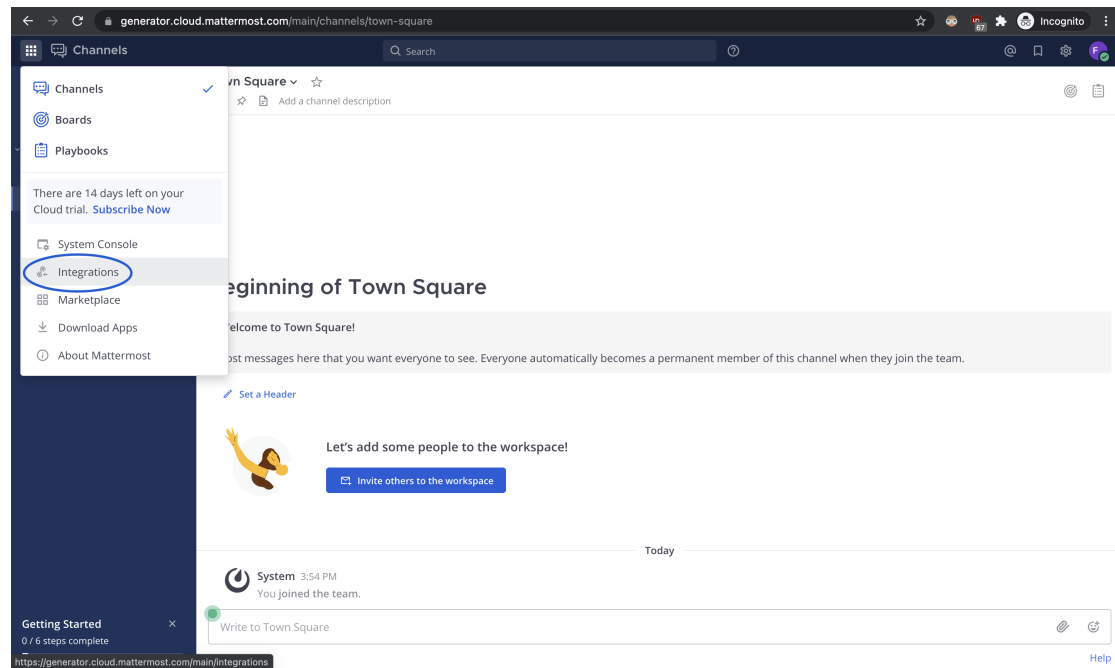 generator.cloud.mattermost.com/main/channels/town-square
67
Incognito
Channels
Search
F
Channels
Boards
Playbooks
There are 14 days left on your
Cloud trial. Subscribe Now
System Console
Integrations
Marketplace
Download Apps
About Mattermost
wn Square
Add a channel description
eginning of Town Square
elcome to Town Square!
ost messages here that you want everyone to see. Everyone automatically becomes a permanent member of this channel when they join the team.
Set a Header
Let's add some people to the workspace!
Invite others to the workspace
Today
System 3:54 PM
You joined the team.
Write to Town Square
Getting Started
0 / 6 steps complete
https://generator.cloud.mattermost.com/main/integrations
Help